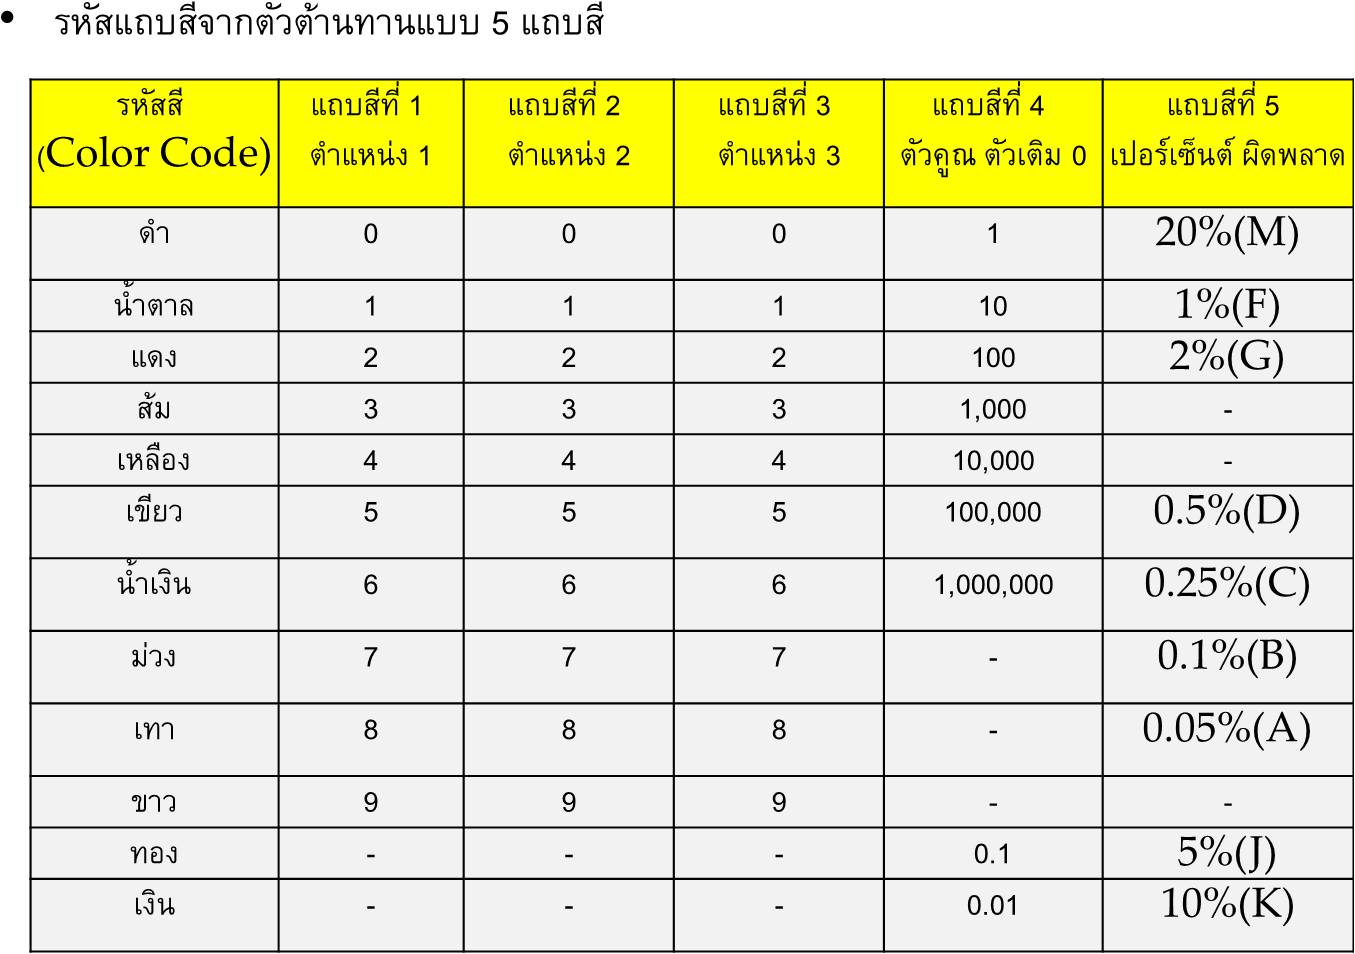 • รหัสแถบสีจากตัวต้านทานแบบ 5 แถบสี
รหัสสี แถบสีที่ 1 แถบสีที่ 2 แถบสีที่ 3 แถบสีที่ 4 แถบสีที่ 5
(Color Code) ตำแหน่ง 1 ตำแหน่ง 2 ตำแหน่ง 3 ตัวคูณ ตัวเติม 0 เปอร์เซ็นต์ ผิดพลาด
ดำ 0 0 0 1 20%(M)
น้ำตาล 1 1 1 10 1%(F)
แดง 2 2 2 100 2%(G)
ส้ม 3 3 3 1,000 -
เหลือง 4 4 4 10,000 -
เขียว 5 5 5 100,000 0.5%(D)
น้ำเงิน 6 6 6 1,000,000 0.25%(C)
ม่วง 7 7 7 - 0.1%(B)
เทา 8 8 8 - 0.05%(A)
ขาว 9 9 9 - -
ทอง - - - 0.1 5%(J)
เงิน - - - 0.01 10%(K)